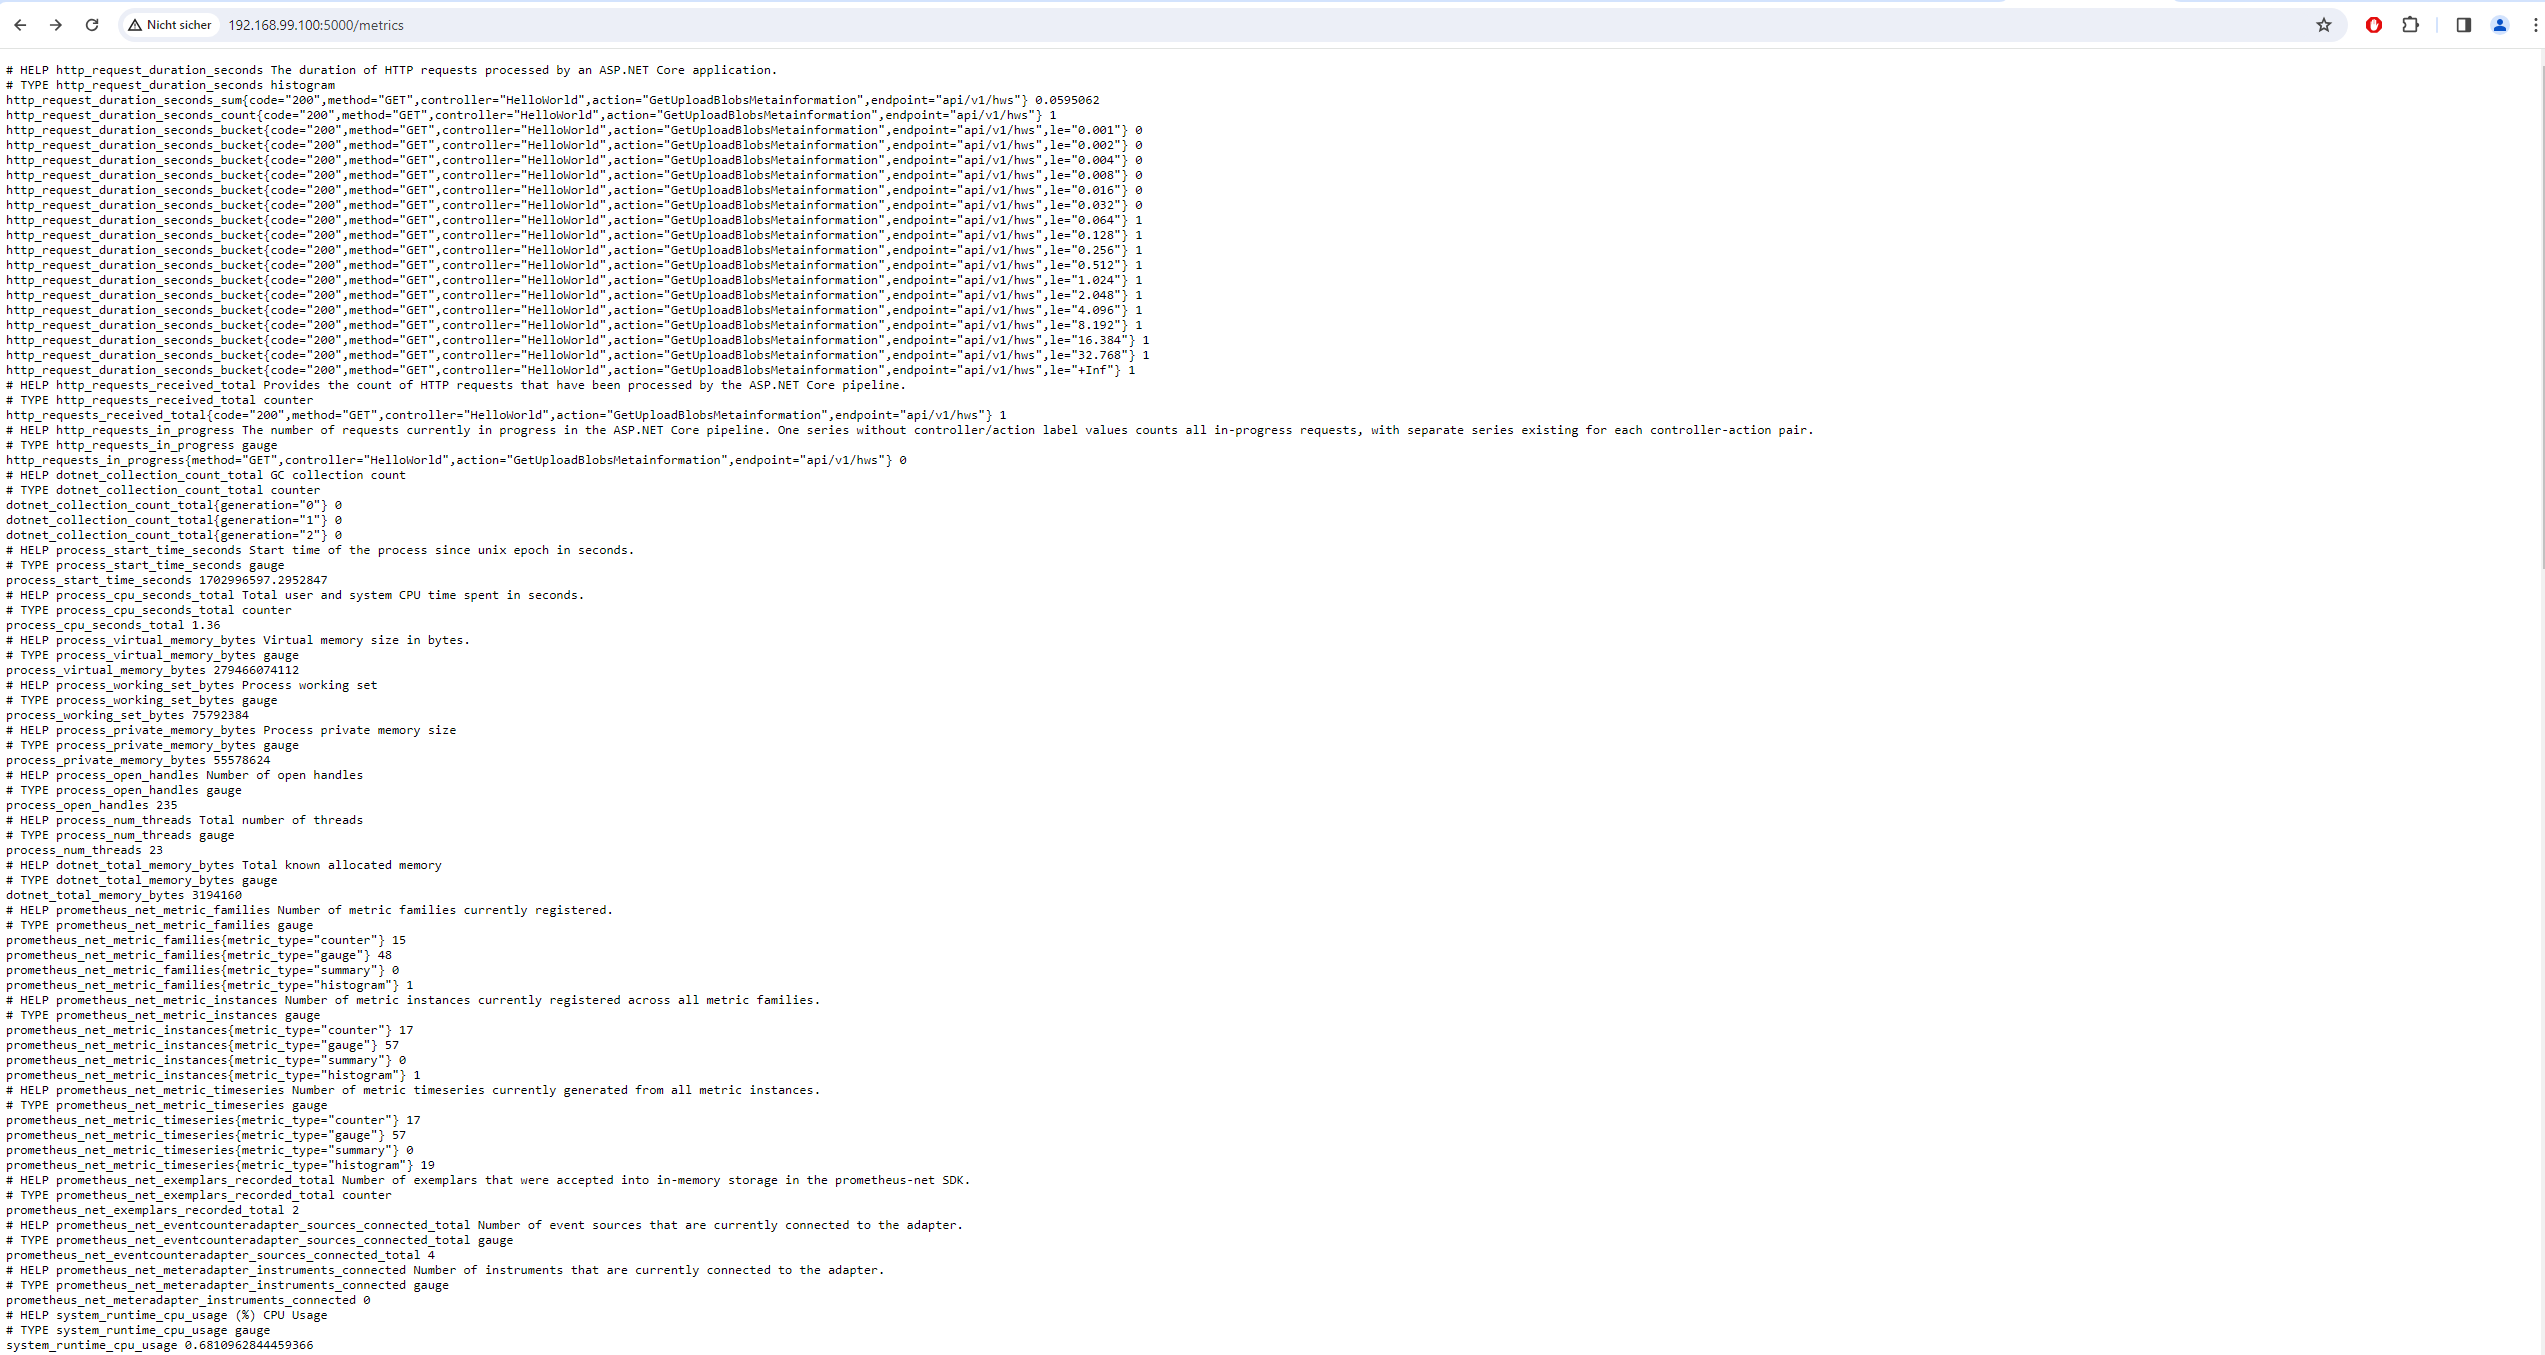 Nicht sicher 192.168.99.100:5000/metrics
# HELP http_request_duration_seconds The duration of HTTP requests processed by an ASP.NET Core application.
# TYPE http_request_duration_seconds histogram
http_request_duration_seconds_sum{code="200",method="GET",controller="HelloWorld",action="GetUploadBlobsMetainformation",endpoint="api/v1/hws"} 0.0595062
http_request_duration_seconds_count{code="200",method="GET",controller="HelloWorld",action="GetUploadBlobsMetainformation",endpoint="api/v1/hws"} 1
http_request_duration_seconds_bucket{code="200",method="GET",controller="HelloWorld",action="GetUploadBlobsMetainformation",endpoint="api/v1/hws",le="0.001"} 0
http_request_duration_seconds_bucket{code="200",method="GET",controller="HelloWorld",action="GetUploadBlobsMetainformation",endpoint="api/v1/hws",le="0.002"} 0
http_request_duration_seconds_bucket{code="200",method="GET",controller="HelloWorld",action="GetUploadBlobsMetainformation",endpoint="api/v1/hws",le="0.004"} 0
http_request_duration_seconds_bucket{code="200",method="GET",controller="HelloWorld",action="GetUploadBlobsMetainformation",endpoint="api/v1/hws",le="0.008"} 0
http_request_duration_seconds_bucket{code="200",method="GET",controller="HelloWorld",action="GetUploadBlobsMetainformation",endpoint="api/v1/hws",le="0.016"} 0
http_request_duration_seconds_bucket{code="200",method="GET",controller="HelloWorld",action="GetUploadBlobsMetainformation",endpoint="api/v1/hws",le="0.032"} 0
http_request_duration_seconds_bucket{code="200",method="GET",controller="HelloWorld",action="GetUploadBlobsMetainformation",endpoint="api/v1/hws",le="0.064"} 1
http_request_duration_seconds_bucket{code="200",method="GET",controller="HelloWorld",action="GetUploadBlobsMetainformation",endpoint="api/v1/hws",le="0.128"} 1
http_request_duration_seconds_bucket{code="200",method="GET",controller="HelloWorld",action="GetUploadBlobsMetainformation",endpoint="api/v1/hws",le="0.256"} 1
http_request_duration_seconds_bucket{code="200",method="GET",controller="HelloWorld",action="GetUploadBlobsMetainformation",endpoint="api/v1/hws",le="0.512"} 1
http_request_duration_seconds_bucket{code="200",method="GET",controller="HelloWorld",action="GetUploadBlobsMetainformation",endpoint="api/v1/hws",le="1.024"} 1
http_request_duration_seconds_bucket{code="200",method="GET",controller="HelloWorld",action="GetUploadBlobsMetainformation",endpoint="api/v1/hws",le="2.048"} 1
http_request_duration_seconds_bucket{code="200",method="GET",controller="HelloWorld",action="GetUploadBlobsMetainformation",endpoint="api/v1/hws",le="4.096"} 1
http_request_duration_seconds_bucket{code="200",method="GET",controller="HelloWorld",action="GetUploadBlobsMetainformation",endpoint="api/v1/hws",le="8.192"} 1
http_request_duration_seconds_bucket{code="200",method="GET",controller="HelloWorld",action="GetUploadBlobsMetainformation",endpoint="api/v1/hws",le="16.384"} 1
http_request_duration_seconds_bucket{code="200",method="GET",controller="HelloWorld",action="GetUploadBlobsMetainformation",endpoint="api/v1/hws",le="32.768"} 1
http_request_duration_seconds_bucket{code="200",method="GET",controller="HelloWorld",action="GetUploadBlobsMetainformation",endpoint="api/v1/hws",le="+Inf"} 1
# HELP http_requests_received_total Provides the count of HTTP requests that have been processed by the ASP.NET Core pipeline.
# TYPE http_requests_received_total counter
http_requests_received_total{code="200",method="GET",controller="HelloWorld",action="GetUploadBlobsMetainformation",endpoint="api/v1/hws"} 1
# HELP http_requests_in_progress The number of requests currently in progress in the ASP.NET Core pipeline. One series without controller/action label values counts all in-progress requests, with separate series existing for each controller-action pair.
# TYPE http_requests_in_progress gauge
http_requests_in_progress{method="GET",controller="HelloWorld",action="GetUploadBlobsMetainformation",endpoint="api/v1/hws"} 0
# HELP dotnet_collection_count_total GC collection count
# TYPE dotnet_collection_count_total counter
dotnet_collection_count_total{generation="0"} 0
dotnet_collection_count_total{generation="1"} 0
dotnet_collection_count_total{generation="2"} 0
# HELP process_start_time_seconds Start time of the process since unix epoch in seconds.
# TYPE process_start_time_seconds gauge
process_start_time_seconds 1702996597.2952847
# HELP process_cpu_seconds_total Total user and system CPU time spent in seconds.
# TYPE process_cpu_seconds_total counter
process_cpu_seconds_total 1.36
# HELP process_virtual_memory_bytes Virtual memory size in bytes.
# TYPE process_virtual_memory_bytes gauge
process_virtual_memory_bytes 279466074112
# HELP process_working_set_bytes Process working set
# TYPE process_working_set_bytes gauge
process_working_set_bytes 75792384
# HELP process_private_memory_bytes Process private memory size
# TYPE process_private_memory_bytes gauge
process_private_memory_bytes 55578624
# HELP process_open_handles Number of open handles
# TYPE process_open_handles gauge
process_open_handles 235
# HELP process_num_threads Total number of threads
# TYPE process_num_threads gauge
process_num_threads 23
# HELP dotnet_total_memory_bytes Total known allocated memory
# TYPE dotnet_total_memory_bytes gauge
dotnet_total_memory_bytes 3194160
# HELP prometheus_net_metric_families Number of metric families currently registered.
# TYPE prometheus_net_metric_families gauge
prometheus_net_metric_families{metric_type="counter"} 15
prometheus_net_metric_families{metric_type="gauge"} 48
prometheus_net_metric_families{metric_type="summary"} 0
prometheus_net_metric_families{metric_type="histogram"} 1
# HELP prometheus_net_metric_instances Number of metric instances currently registered across all metric families.
# TYPE prometheus_net_metric_instances gauge
prometheus_net_metric_instances{metric_type="counter"} 17
prometheus_net_metric_instances{metric_type="gauge"} 57
prometheus_net_metric_instances{metric_type="summary"} 0
prometheus_net_metric_instances{metric_type="histogram"} 1
# HELP prometheus_net_metric_timeseries Number of metric timeseries currently generated from all metric instances.
# TYPE prometheus_net_metric_timeseries gauge
prometheus_net_metric_timeseries{metric_type="counter"} 17
prometheus_net_metric_timeseries{metric_type="gauge"} 57
prometheus_net_metric_timeseries{metric_type="summary"} 0
prometheus_net_metric_timeseries{metric_type="histogram"} 19
# HELP prometheus_net_exemplars_recorded_total Number of exemplars that were accepted into in-memory storage in the prometheus-net SDK.
# TYPE prometheus_net_exemplars_recorded_total counter
prometheus_net_exemplars_recorded_total 2
# HELP prometheus_net_eventcounteradapter_sources_connected_total Number of event sources that are currently connected to the adapter.
# TYPE prometheus_net_eventcounteradapter_sources_connected_total gauge
prometheus_net_eventcounteradapter_sources_connected_total 4
# HELP prometheus_net_meteradapter_instruments_connected Number of instruments that are currently connected to the adapter.
# TYPE prometheus_net_meteradapter_instruments_connected gauge
prometheus_net_meteradapter_instruments_connected 0
# HELP system_runtime_cpu_usage (%) CPU Usage
# TYPE system_runtime_cpu_usage gauge
system_runtime_cpu_usage 0.6810962844459366